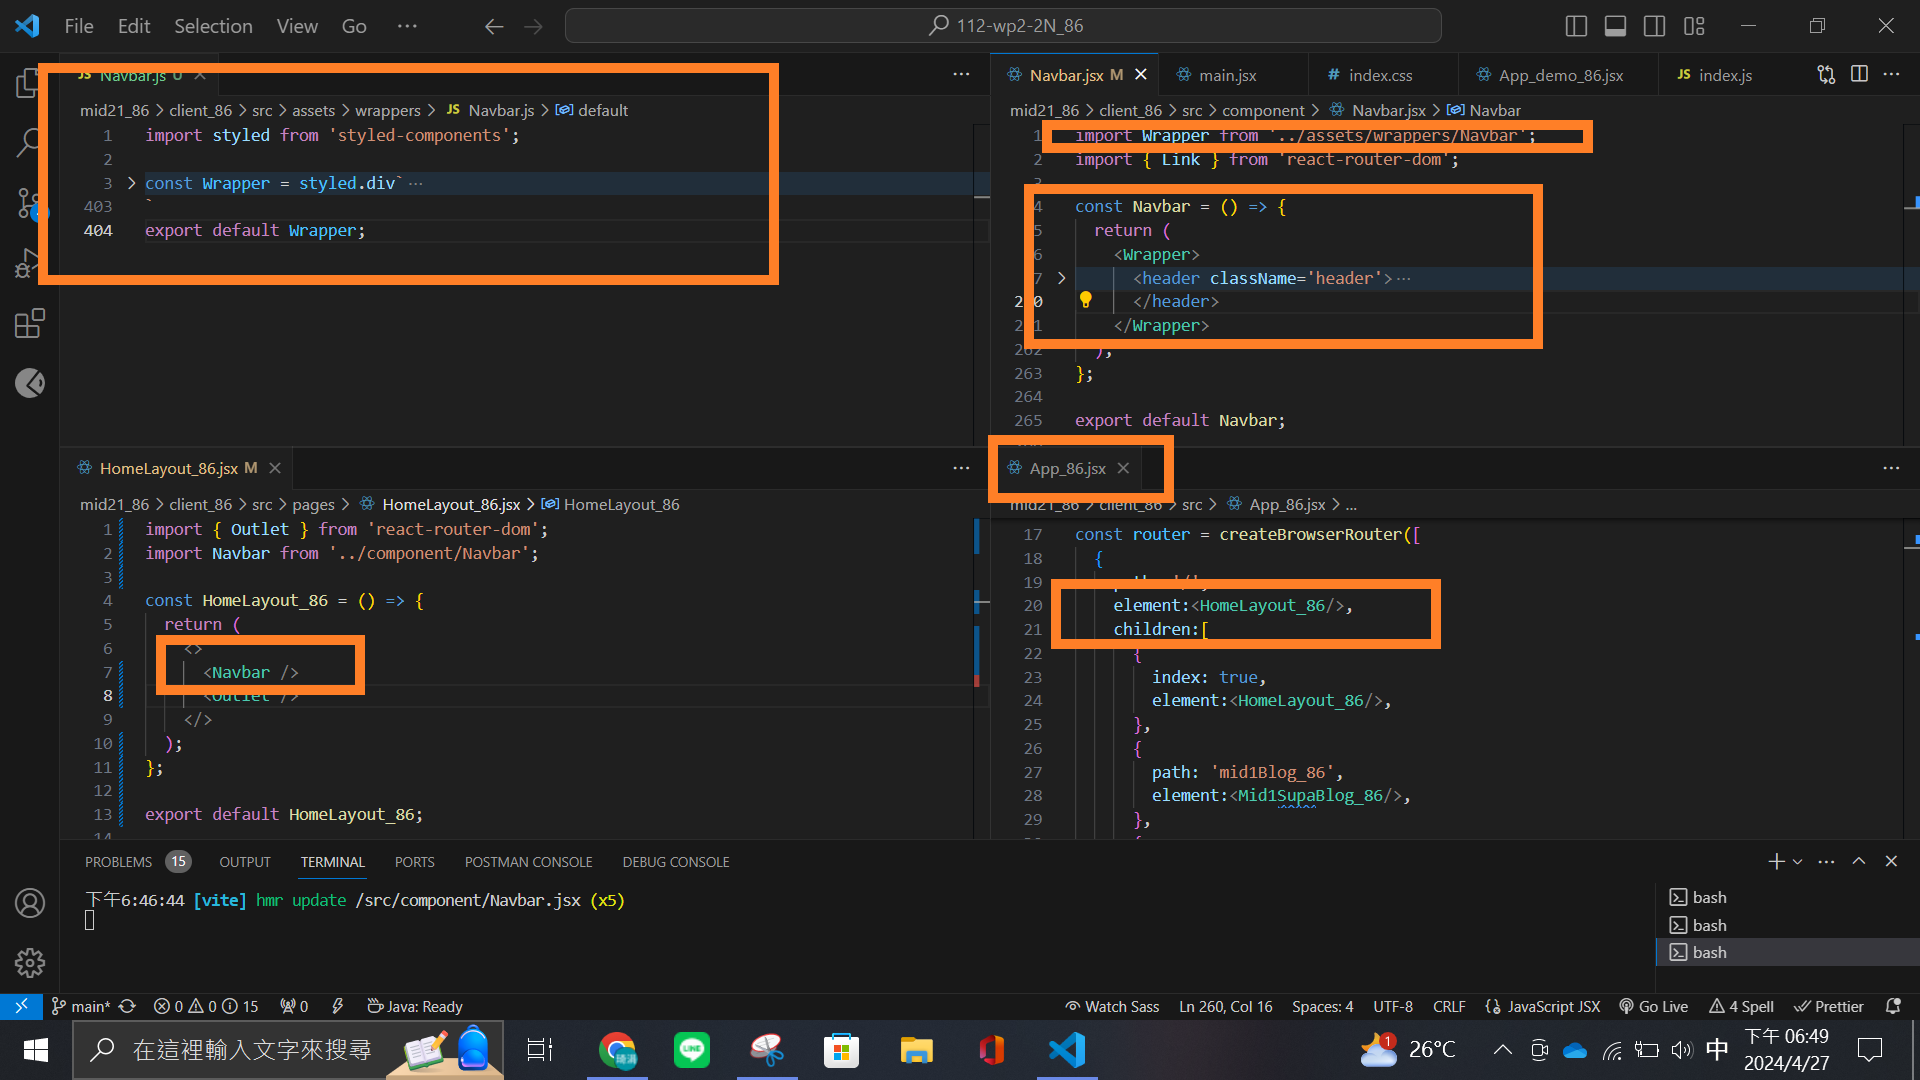 File Edit Selection View Go ···
112-wp2-2N_86
JS Navbar.js U
mid21_86 > client_86 > src > assets > wrappers > JS Navbar.js > default
1 import styled from 'styled-components';
2
3 const Wrapper = styled.div` ···
403 `
404 export default Wrapper;
Navbar.jsx M
main.jsx
# index.css
App_demo_86.jsx
JS index.js
mid21_86 > client_86 > src > component > Navbar.jsx > Navbar
1 import Wrapper from '../assets/wrappers/Navbar';
2 import { Link } from 'react-router-dom';
3
4 const Navbar = () => {
5 return (
6 <Wrapper>
7 <header className='header'> ···
260 </header>
261 </Wrapper>
262 );
263 };
264
265 export default Navbar;
HomeLayout_86.jsx M
mid21_86 > client_86 > src > pages > HomeLayout_86.jsx > HomeLayout_86
1 import { Outlet } from 'react-router-dom';
2 import Navbar from '../component/Navbar';
3
4 const HomeLayout_86 = () => {
5 return (
6 <>
7 <Navbar />
8 <Outlet />
9 </>
10 );
11 };
12
13 export default HomeLayout_86;
14
App_86.jsx
mid21_86 > client_86 > src > App_86.jsx > ...
17 const router = createBrowserRouter([
18 {
19 path: '/',
20 element:<HomeLayout_86/>,
21 children:[
22 {
23 index: true,
24 element:<HomeLayout_86/>,
25 },
26 {
27 path: 'mid1Blog_86',
28 element:<Mid1SupaBlog_86/>,
29 },
PROBLEMS 15 OUTPUT TERMINAL PORTS POSTMAN CONSOLE DEBUG CONSOLE
下午6:46:44 [vite] hmr update /src/component/Navbar.jsx (x5)
bash
bash
bash
main* 0 0 15 0 Java: Ready
Watch Sass Ln 260, Col 16 Spaces: 4 UTF-8 CRLF {} JavaScript JSX Go Live 4 Spell Prettier
在這裡輸入文字來搜尋
LINE
1
26°C
中
下午 06:49
2024/4/27